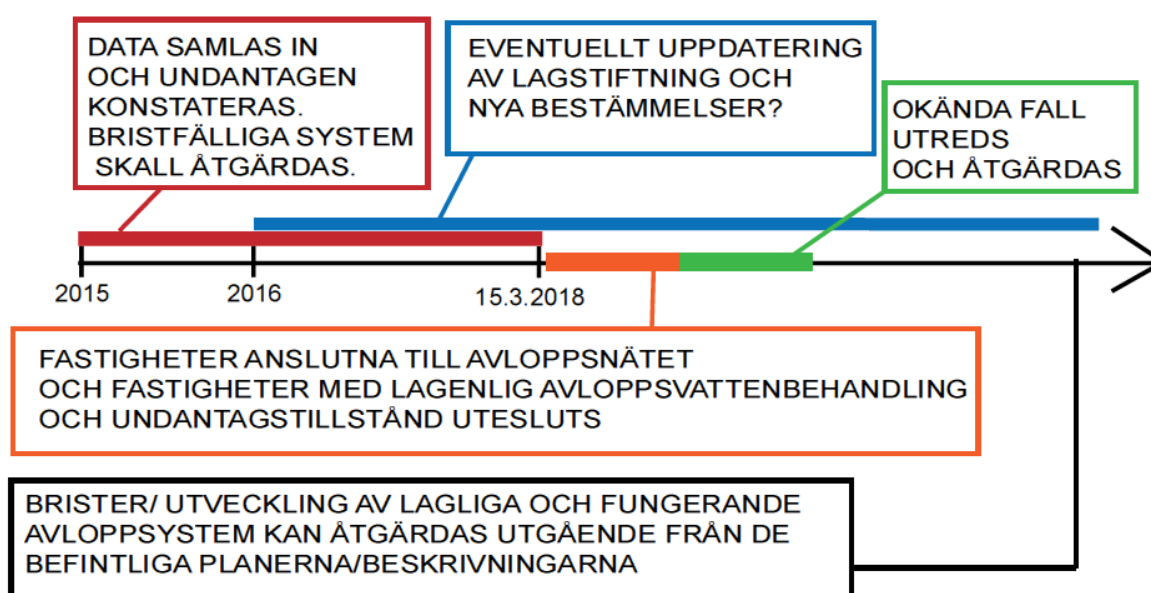 DATA SAMLAS IN
OCH UNDANTAGEN
KONSTATERAS.
BRISTFÄLLIGA SYSTEM
SKALL ÅTGÄRDAS.
EVENTUELLT UPPDATERING
AV LAGSTIFTNING OCH
NYA BESTÄMMELSER?
OKÄNDA FALL
UTREDS
OCH ÅTGÄRDAS
2015
2016
15.3.2018
FASTIGHETER ANSLUTNA TILL AVLOPPSNÄTET
OCH FASTIGHETER MED LAGENLIG AVLOPPSVATTENBEHANDLING
OCH UNDANTAGSTILLSTÅND UTESLUTS
BRISTER/ UTVECKLING AV LAGLIGA OCH FUNGERANDE
AVLOPPSYSTEM KAN ÅTGÄRDAS UTGÅENDE FRÅN DE
BEFINTLIGA PLANERNA/BESKRIVNINGARNA